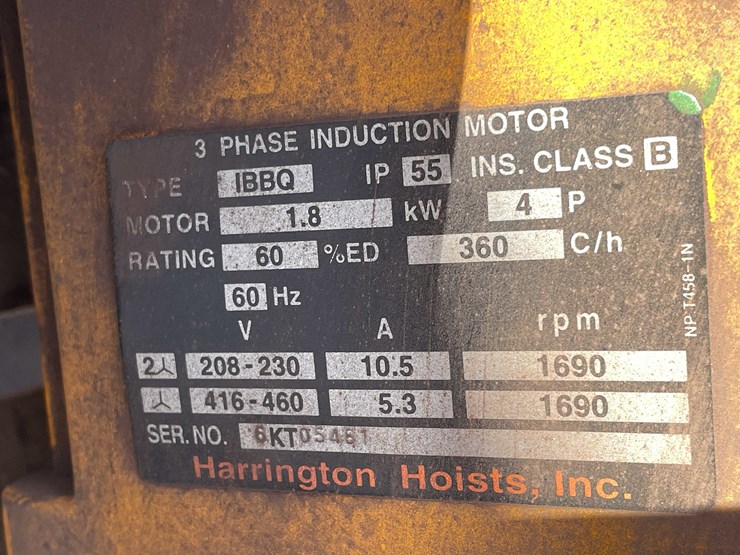 3 PHASE INDUCTION MOTOR
TYPE IBBQ IP 55 INS. CLASS B
MOTOR 1.8 kW 4 P
RATING 60 %ED 360 C/h
60 Hz
V A rpm
2人 208-230 10.5 1690
人 416-460 5.3 1690
SER. NO. 6KT05461
Harrington Hoists, Inc.
NP T458-1N